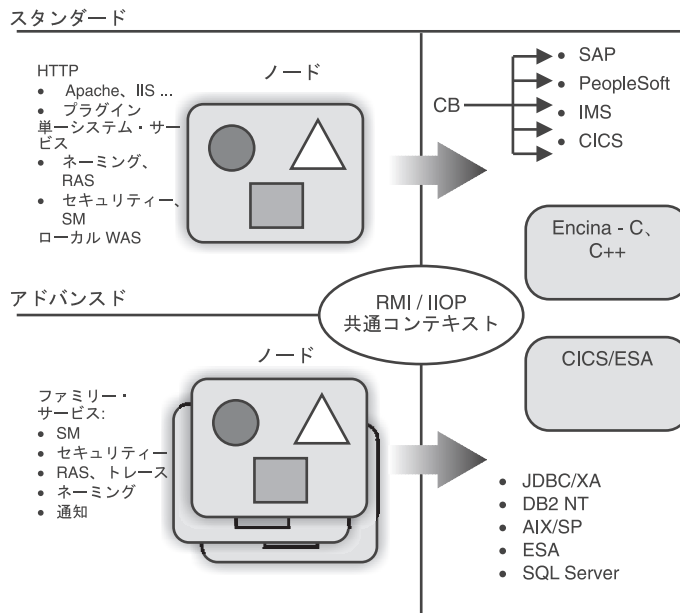 スタンダード
HTTP
• Apache、IIS ...
• プラグイン
単一システム・サー
ビス
• ネーミング、
RAS
• セキュリティー、
SM
ローカル WAS
ノード
CB
• SAP
• PeopleSoft
• IMS
• CICS
Encina - C、
C++
アドバンスド
RMI / IIOP
共通コンテキスト
ノード
CICS/ESA
ファミリー・
サービス:
• SM
• セキュリティー
• RAS、トレース
• ネーミング
• 通知
• JDBC/XA
• DB2 NT
• AIX/SP
• ESA
• SQL Server